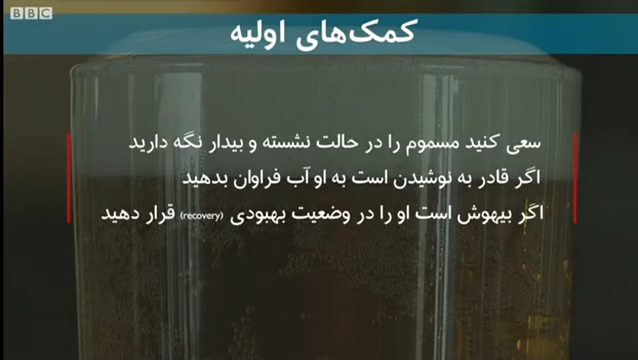 BBC
کمک‌های اولیه
سعی کنید مسموم را در حالت نشسته و بیدار نگه دارید
اگر قادر به نوشیدن است به او آب فراوان بدهید
اگر بیهوش است او را در وضعیت بهبودی (recovery) قرار دهید